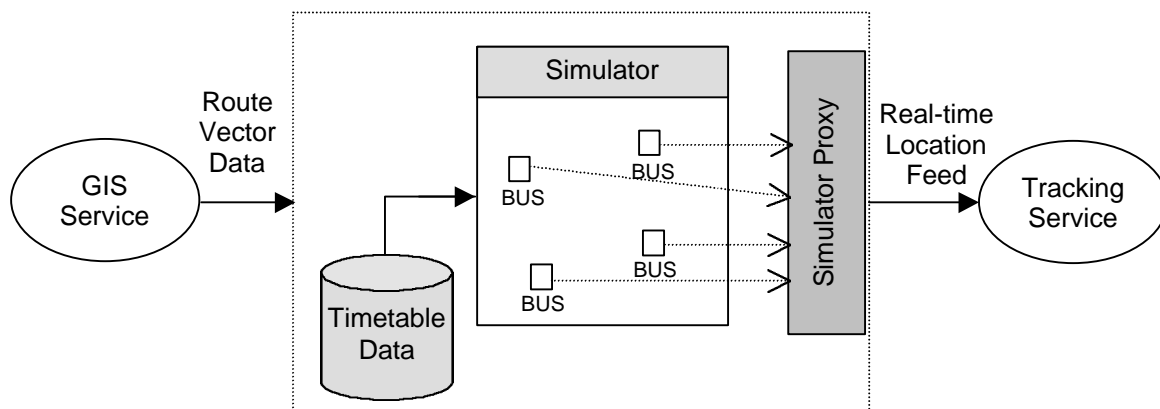 Route
Vector
Data
GIS
Service
Timetable
Data
Simulator
BUS
BUS
BUS
BUS
Simulator Proxy
Real-time
Location
Feed
Tracking
Service